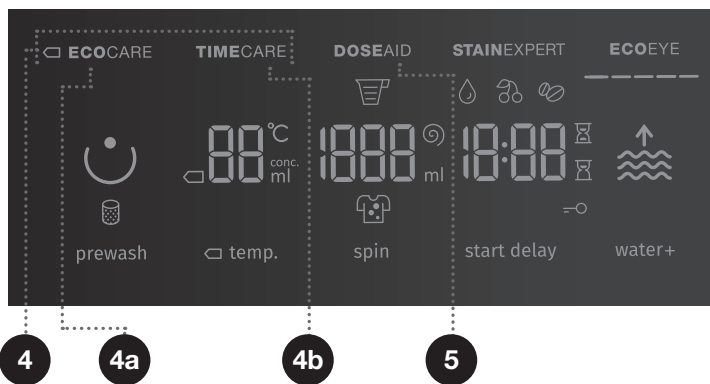 ECOCARE TIMECARE DOSEAID STAINEXPERT ECOEYE
88 °C 1888 18:88
conc.
ml ml
prewash temp. spin start delay water+
4 4a 4b 5